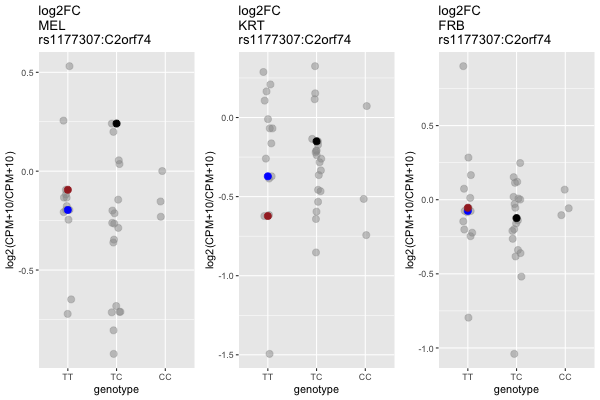 log2FC
MEL
rs1177307:C2orf74
log2(CPM+10/CPM+10)
0.5
0.0
-0.5
TT
TC
CC
genotype
log2FC
KRT
rs1177307:C2orf74
log2(CPM+10/CPM+10)
0.0
-0.5
-1.0
-1.5
TT
TC
CC
genotype
log2FC
FRB
rs1177307:C2orf74
log2(CPM+10/CPM+10)
0.5
0.0
-0.5
-1.0
TT
TC
CC
genotype